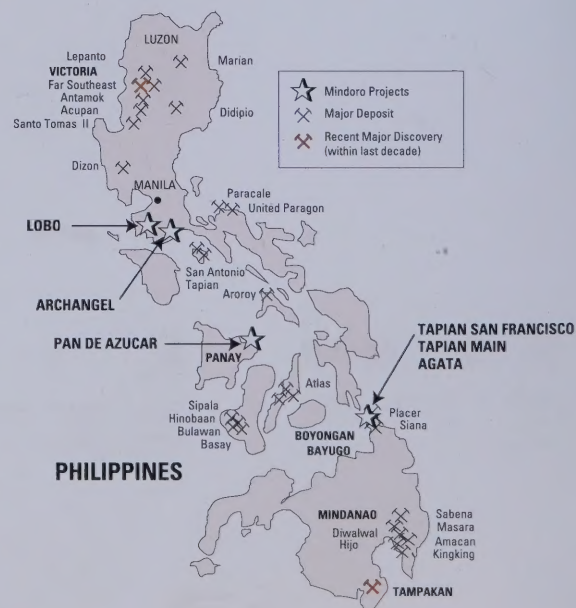 LUZON
Lepanto
VICTORIA
Far Southeast
Antamok
Acupan
Santo Tomas II
Marian
Didipio
Dizon
MANILA
Mindoro Projects
Major Deposit
Recent Major Discovery
(within last decade)
Paracale
United Paragon
LOBO
ARCHANGEL
San Antonio
Tapian
Aroroy
PAN DE AZUCAR
PANAY
TAPIAN SAN FRANCISCO
TAPIAN MAIN
AGATA
Atlas
Sipala
Hinobaan
Bulawan
Basay
Placer
Siana
BOYONGAN
BAYUGO
PHILIPPINES
MINDANAO
Diwalwal
Hijo
Sabena
Masara
Amacan
Kingking
TAMPAKAN